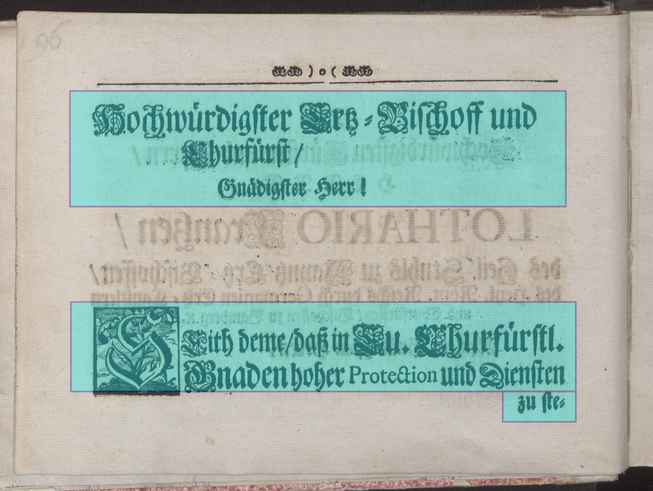 96
) o (
Hochwürdigster Ertz-Bischoff und
Churfürst /
Gnädigster Herr!
Seith deme/daß in Eu. Churfürstl.
Gnaden hoher Protection und Diensten
zu ste-